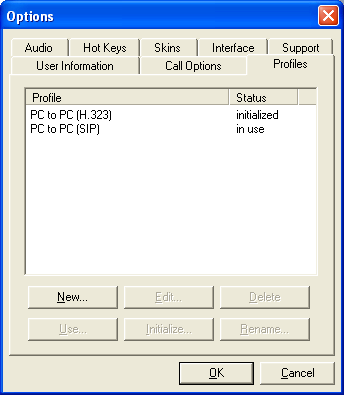 Options
Audio Hot Keys Skins Interface Support
User Information Call Options Profiles
Profile Status
PC to PC (H.323) initialized
PC to PC (SIP) in use
New... Edit... Delete
Use... Initialize... Rename...
OK Cancel